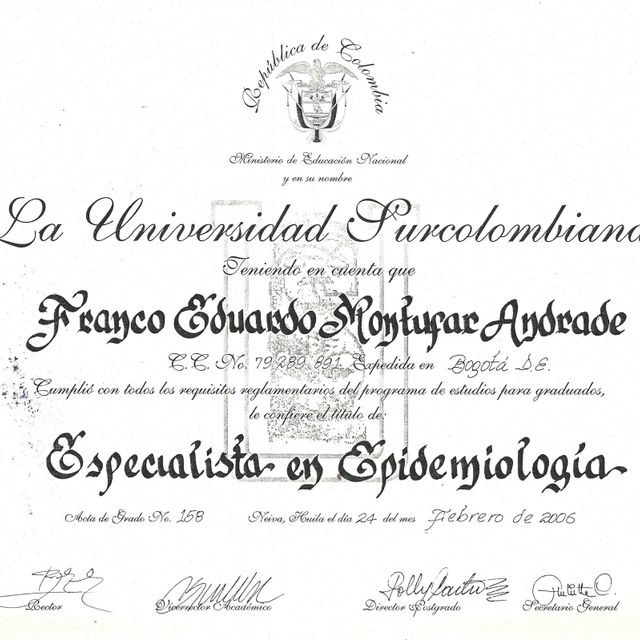 República de Colombia
Ministerio de Educación Nacional
y en su nombre
La Universidad Surcolombiana
Teniendo en cuenta que
Franco Eduardo Montufar Andrade
C.C. No. 79.289.891 Expedida en Bogotá D.E.
Cumplió con todos los requisitos reglamentarios del programa de estudios para graduados,
le confiere el título de:
Especialista en Epidemiología
Acta de Grado No. 158 Neiva, Huila el día 24 del mes Febrero de 2006
Rector Vicerrector Académico Director Postgrado Secretario General